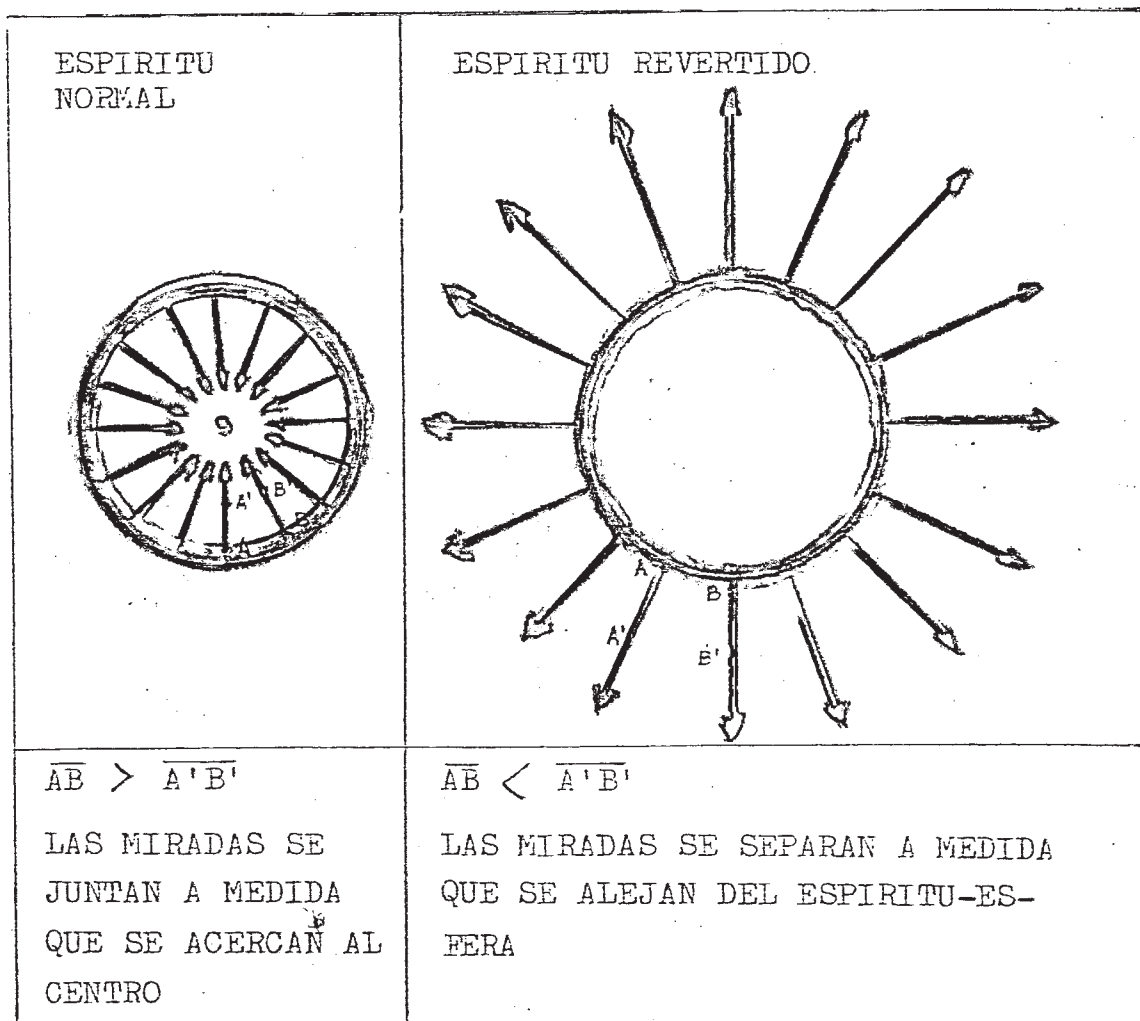 ESPIRITU
NORMAL
A'
B'
A
B
AB > A'B'
LAS MIRADAS SE
JUNTAN A MEDIDA
QUE SE ACERCAN AL
CENTRO
ESPIRITU REVERTIDO
A
B
A'
B'
AB < A'B'
LAS MIRADAS SE SEPARAN A MEDIDA
QUE SE ALEJAN DEL ESPIRITU-ES-
FERA